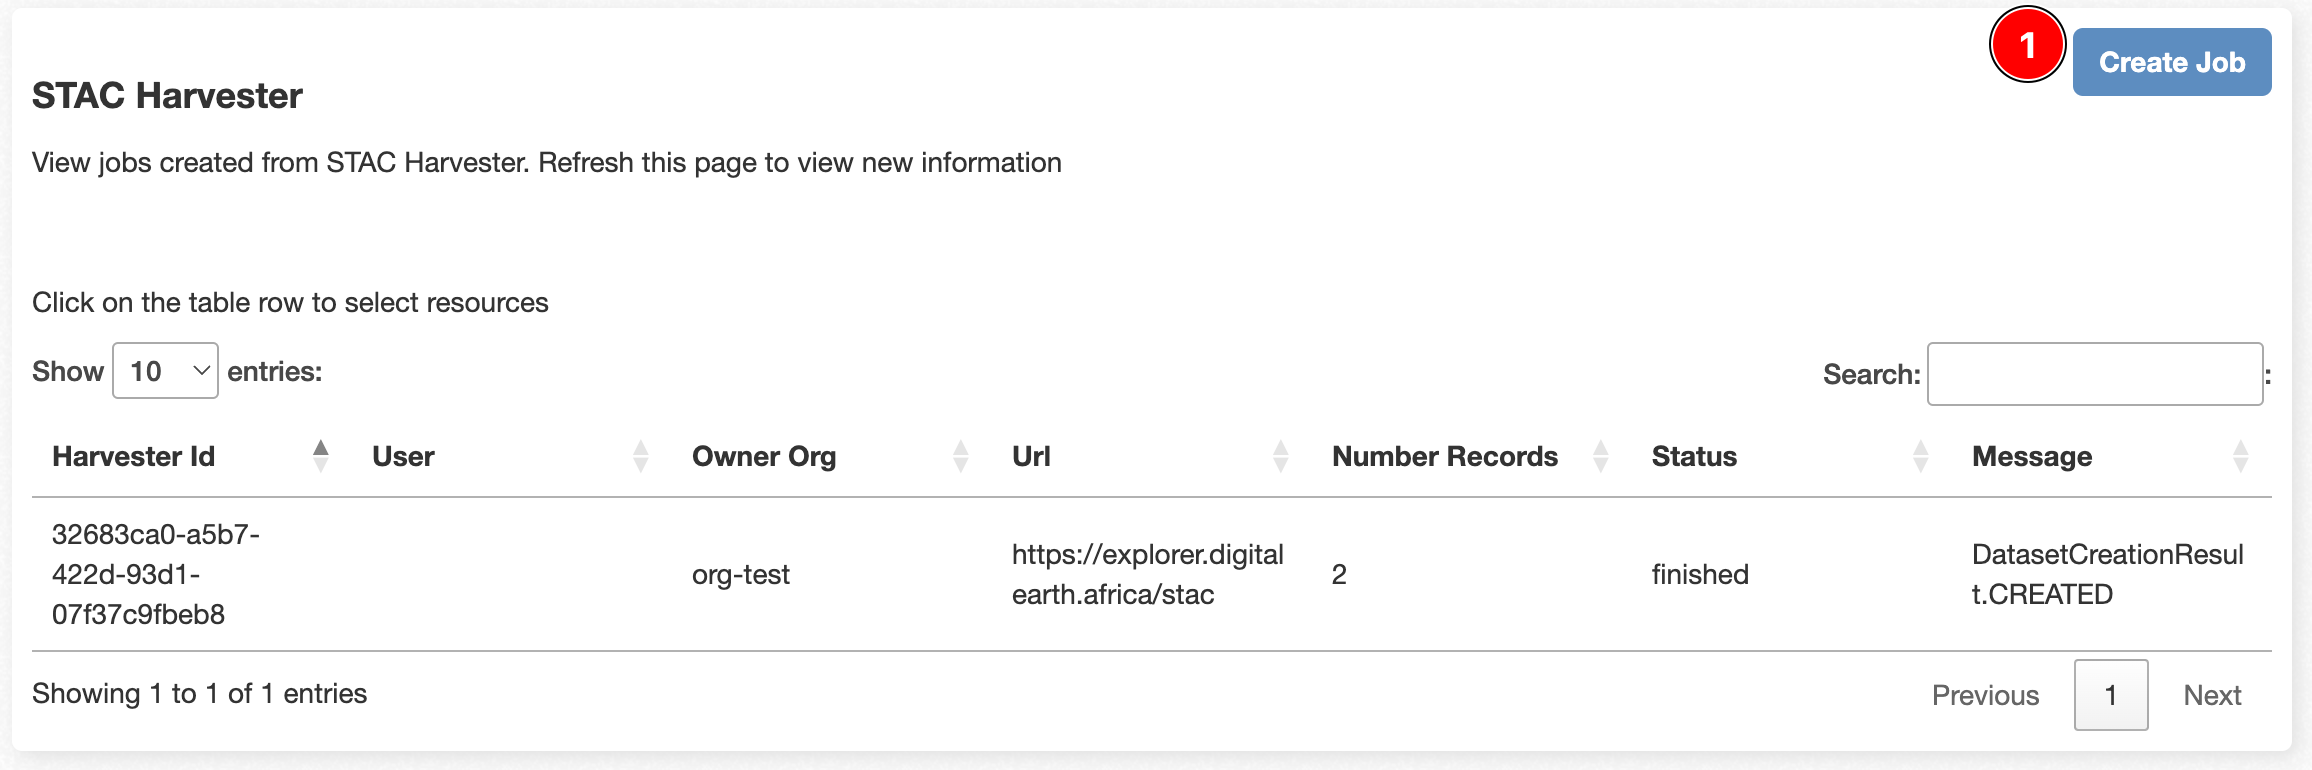 1
Create Job
STAC Harvester
View jobs created from STAC Harvester. Refresh this page to view new information
Click on the table row to select resources
Show 10 entries:
Search: :
Harvester Id User Owner Org Url Number Records Status Message
32683ca0-a5b7-
422d-93d1-
07f37c9fbeb8
org-test
https://explorer.digital
earth.africa/stac
2
finished
DatasetCreationResul
t.CREATED
Showing 1 to 1 of 1 entries
Previous 1 Next